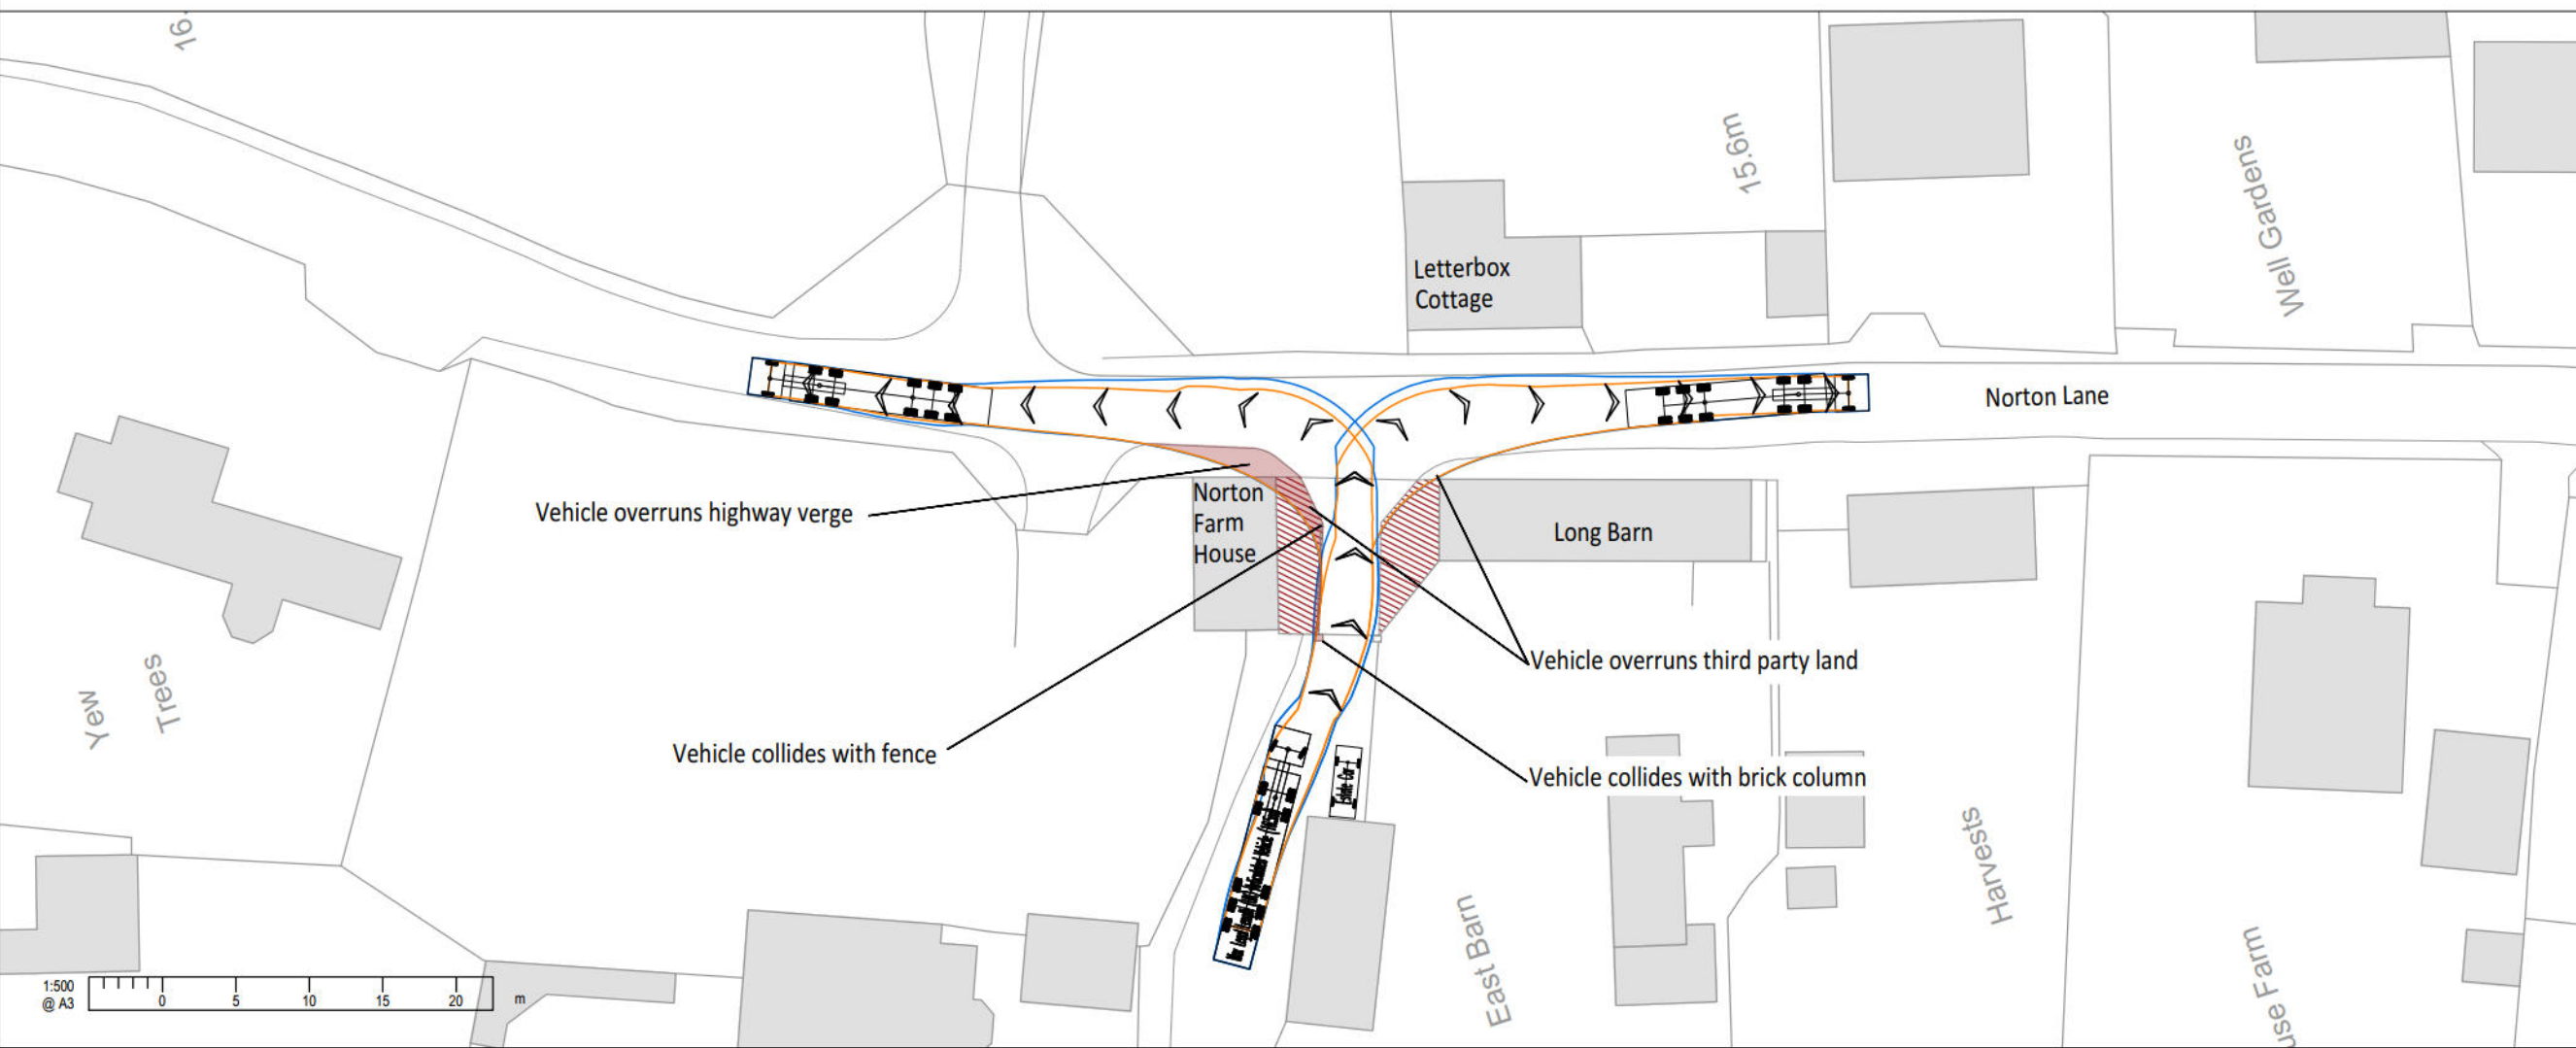 16.
15.6m
Well Gardens
Letterbox
Cottage
Norton Lane
Norton
Farm
House
Vehicle overruns highway verge
Long Barn
Vehicle overruns third party land
Yew
Trees
Vehicle collides with fence
Vehicle collides with brick column
Estate Car
Harvests
East Barn
use Farm
1:500
@ A3
0 5 10 15 20 m